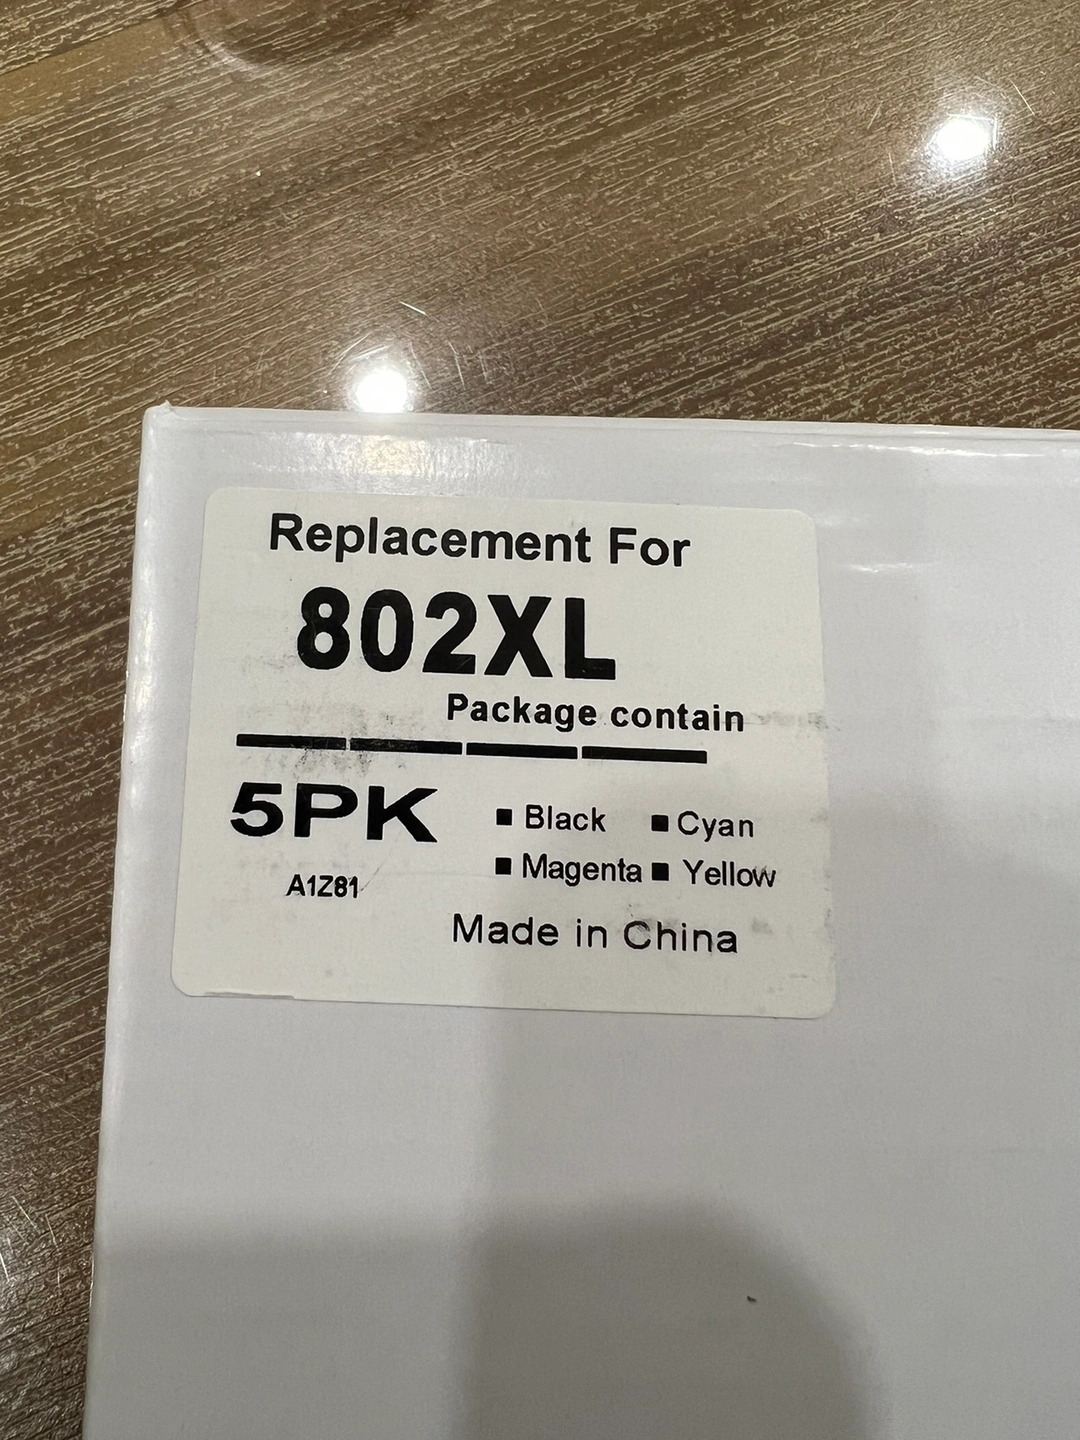 Replacement For
802XL
Package contain
5PK
■ Black ■ Cyan
■ Magenta ■ Yellow
A1Z81
Made in China